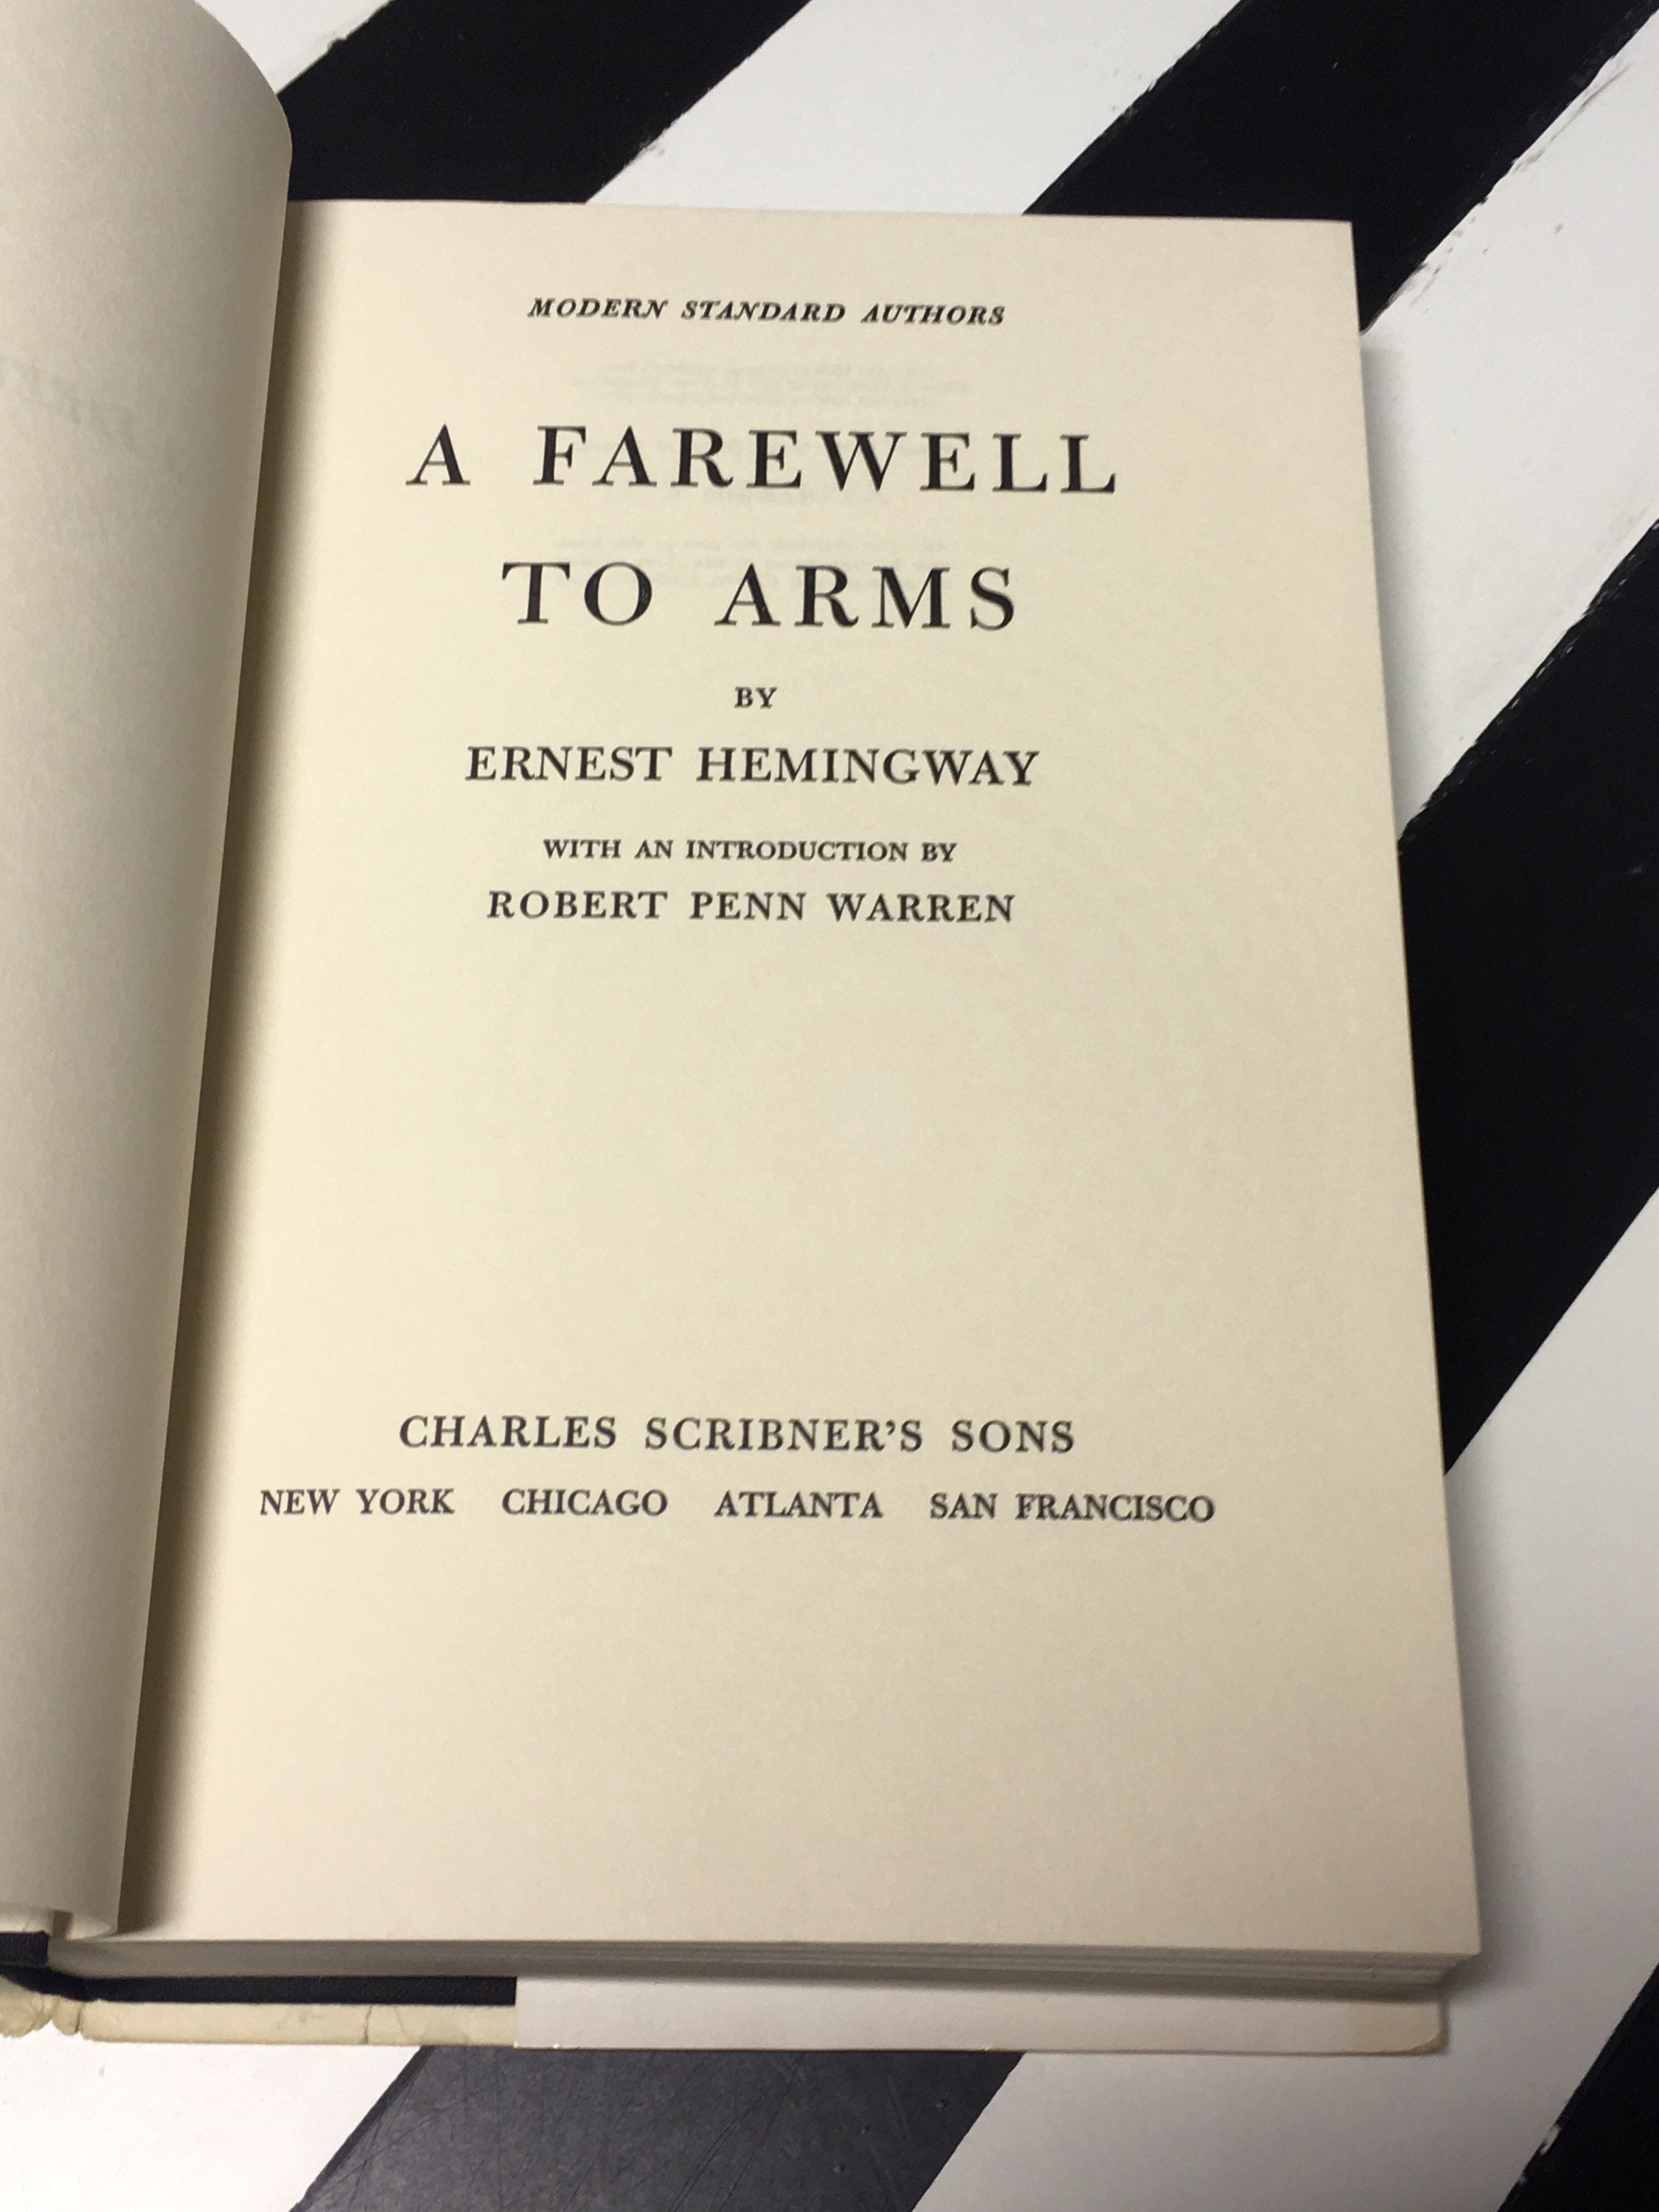 MODERN STANDARD AUTHORS
A FAREWELL
TO ARMS
BY
ERNEST HEMINGWAY
WITH AN INTRODUCTION BY
ROBERT PENN WARREN
CHARLES SCRIBNER'S SONS
NEW YORK CHICAGO ATLANTA SAN FRANCISCO